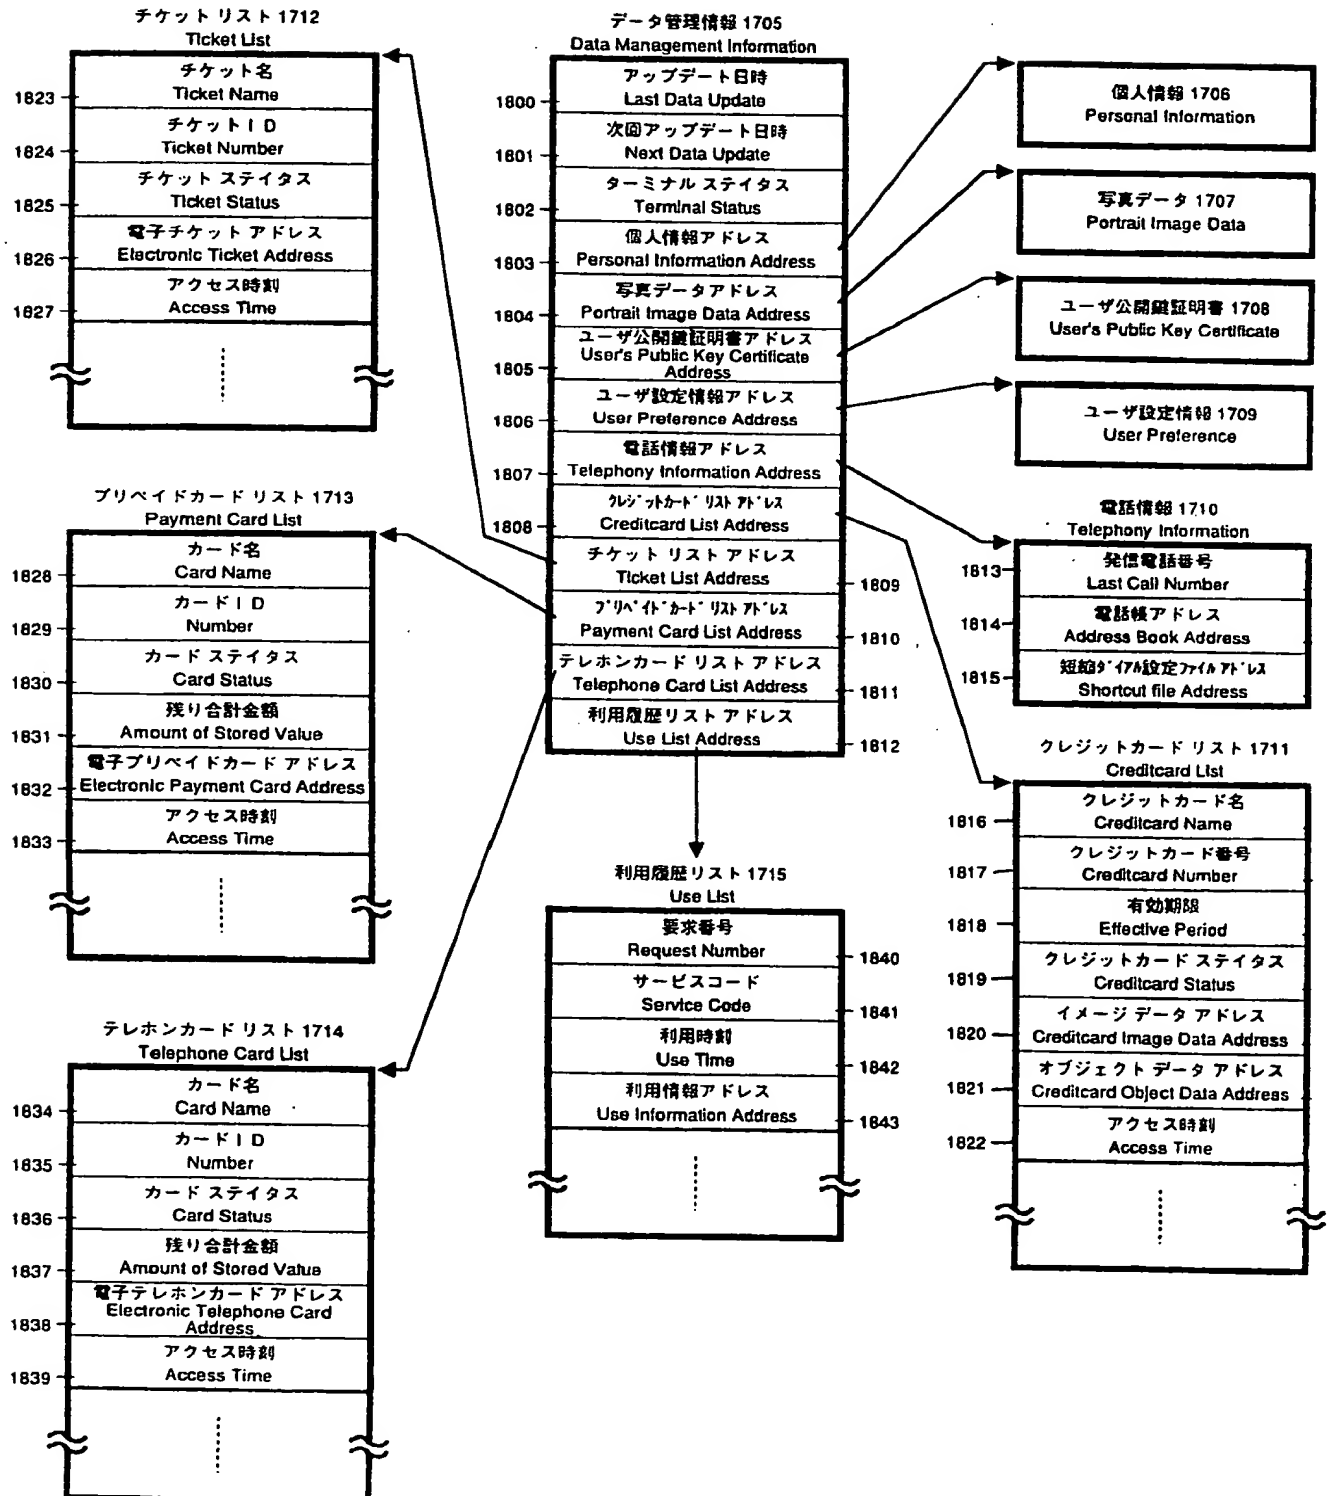 チケット リスト 1712
Ticket List
チケット名
Ticket Name
1823
チケットＩＤ
Ticket Number
1824
チケット ステイタス
Ticket Status
1825
電子チケット アドレス
Electronic Ticket Address
1826
アクセス時刻
Access Time
1827
プリペイドカード リスト 1713
Payment Card List
カード名
Card Name
1828
カードＩＤ
Number
1829
カード ステイタス
Card Status
1830
残り合計金額
Amount of Stored Value
1831
電子プリペイドカード アドレス
Electronic Payment Card Address
1832
アクセス時刻
Access Time
1833
テレホンカード リスト 1714
Telephone Card List
カード名
Card Name
1834
カードＩＤ
Number
1835
カード ステイタス
Card Status
1836
残り合計金額
Amount of Stored Value
1837
電子テレホンカード アドレス
Electronic Telephone Card
Address
1838
アクセス時刻
Access Time
1839
データ管理情報 1705
Data Management Information
アップデート日時
Last Data Update
1800
次回アップデート日時
Next Data Update
1801
ターミナル ステイタス
Terminal Status
1802
個人情報アドレス
Personal Information Address
1803
写真データアドレス
Portrait Image Data Address
1804
ユーザ公開鍵証明書アドレス
User's Public Key Certificate
Address
1805
ユーザ設定情報アドレス
User Preference Address
1806
電話情報アドレス
Telephony Information Address
1807
クレジットカード リスト アドレス
Creditcard List Address
1808
チケット リスト アドレス
Ticket List Address
1809
プリペイドカード リスト アドレス
Payment Card List Address
1810
テレホンカード リスト アドレス
Telephone Card List Address
1811
利用履歴リスト アドレス
Use List Address
1812
利用履歴リスト 1715
Use List
要求番号
Request Number
1840
サービスコード
Service Code
1841
利用時刻
Use Time
1842
利用情報アドレス
Use Information Address
1843
個人情報 1706
Personal Information
写真データ 1707
Portrait Image Data
ユーザ公開鍵証明書 1708
User's Public Key Certificate
ユーザ設定情報 1709
User Preference
電話情報 1710
Telephony Information
発信電話番号
Last Call Number
1813
電話帳アドレス
Address Book Address
1814
短縮ダイアル設定ファイル アドレス
Shortcut file Address
1815
クレジットカード リスト 1711
Creditcard List
クレジットカード名
Creditcard Name
1816
クレジットカード番号
Creditcard Number
1817
有効期限
Effective Period
1818
クレジットカード ステイタス
Creditcard Status
1819
イメージ データ アドレス
Creditcard Image Data Address
1820
オブジェクト データ アドレス
Creditcard Object Data Address
1821
アクセス時刻
Access Time
1822